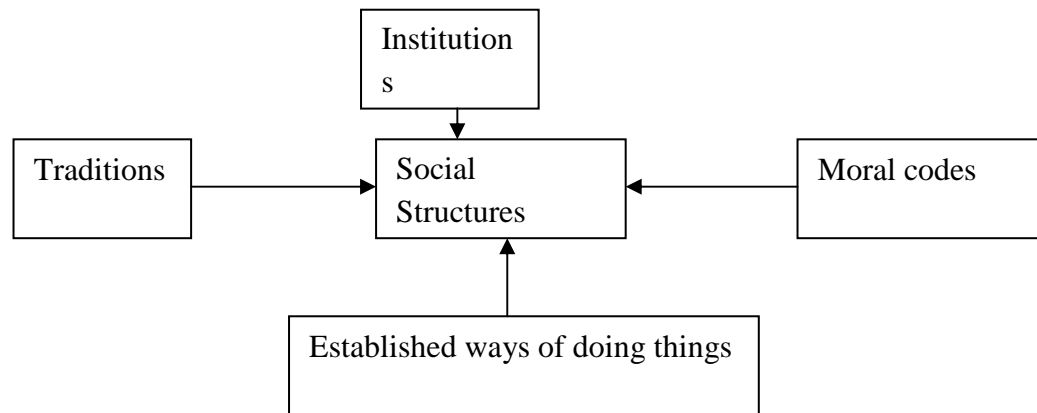 Institution
s
Traditions
Social
Structures
Moral codes
Established ways of doing things